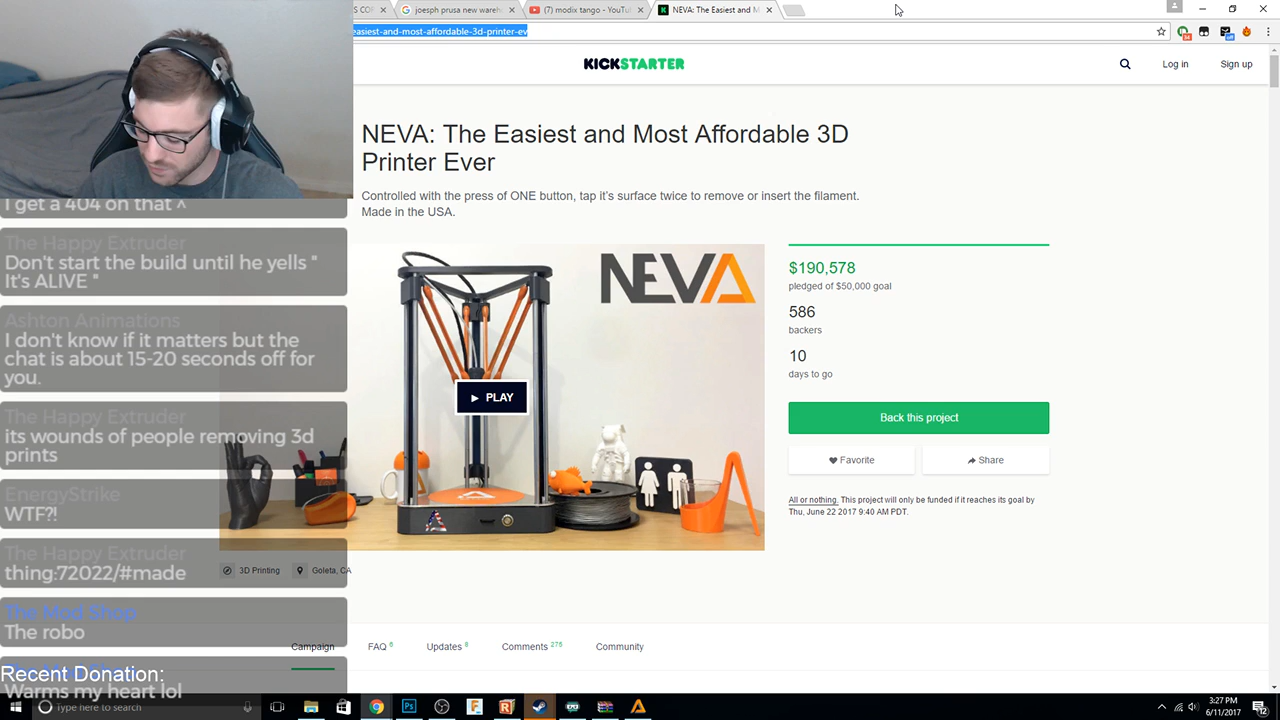 S COF
joesph prusa new wareh
(7) modix tango - YouTu
NEVA: The Easiest and M
easiest-and-most-affordable-3d-printer-ev
KICKSTARTER
Log in
Sign up
NEVA: The Easiest and Most Affordable 3D
Printer Ever
Controlled with the press of ONE button, tap it's surface twice to remove or insert the filament.
Made in the USA.
NEVA
PLAY
$190,578
pledged of $50,000 goal
586
backers
10
days to go
Back this project
Favorite
Share
All or nothing. This project will only be funded if it reaches its goal by
Thu, June 22 2017 9:40 AM PDT.
I get a 404 on that ^
The Happy Extruder
Don't start the build until he yells "
It's ALIVE "
Ashton Animations
I don't know if it matters but the
chat is about 15-20 seconds off for
you.
The Happy Extruder
its wounds of people removing 3d
prints
EnergyStrike
WTF?!
The Happy Extruder
thing:72022/#made
The Mod Shop
The robo
Recent Donation:
Warms my heart lol
3D Printing
Goleta, CA
Campaign
FAQ 6
Updates 8
Comments 275
Community
Type here to search
3:27 PM
6/11/2017